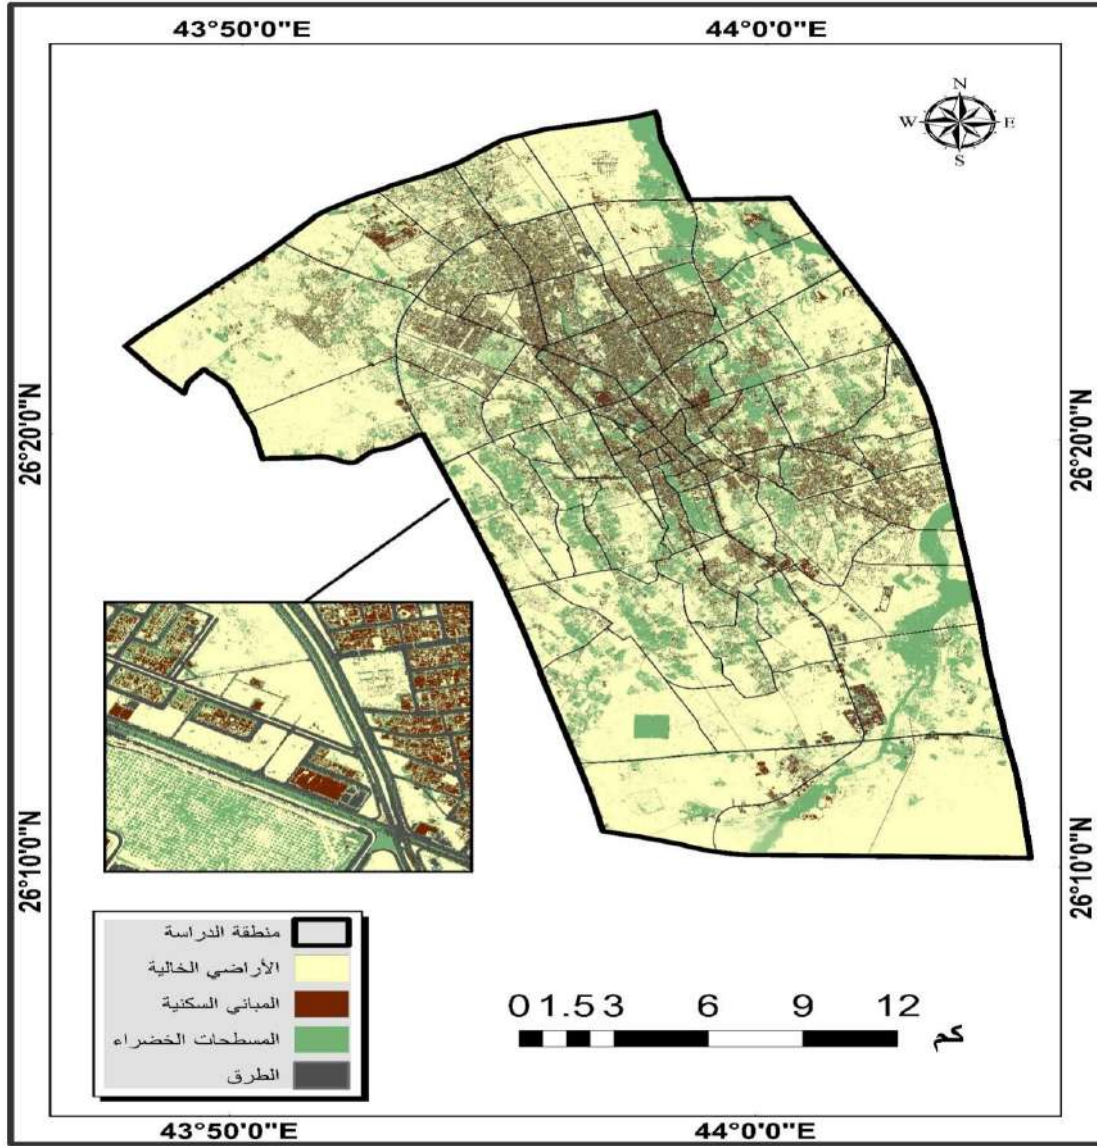 43°50'0"E 44°0'0"E
N
W E
S
26°20'0"N 26°20'0"N
26°10'0"N 26°10'0"N
منطقة الدراسة
الأراضي الخالية
المباني السكنية
المسطحات الخضراء
الطرق
0 1.5 3 6 9 12
كم
43°50'0"E 44°0'0"E